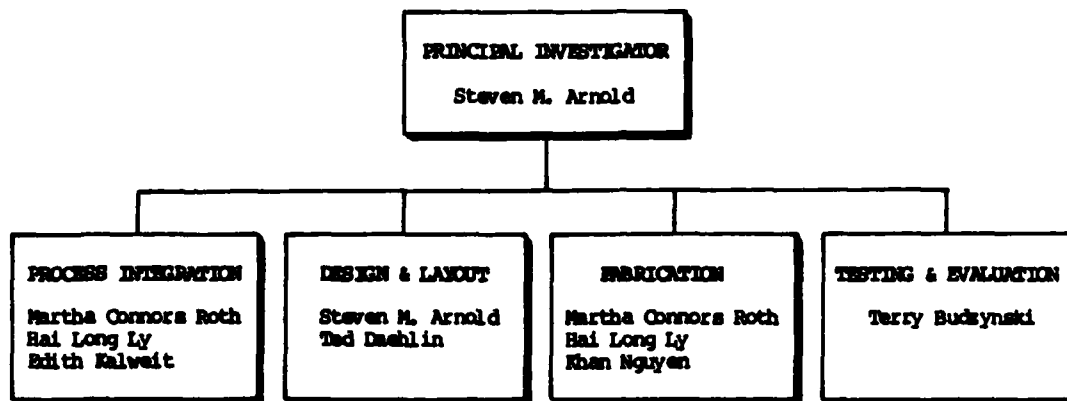 PRINCIPAL INVESTIGATOR
Steven M. Arnold
PROCESS INTEGRATION
Martha Connors Roth
Hai Long Ly
Edith Kalweit
DESIGN & LAYOUT
Steven M. Arnold
Ted Daehlin
FABRICATION
Martha Connors Roth
Hai Long Ly
Khan Nguyen
TESTING & EVALUATION
Terry Budzynski